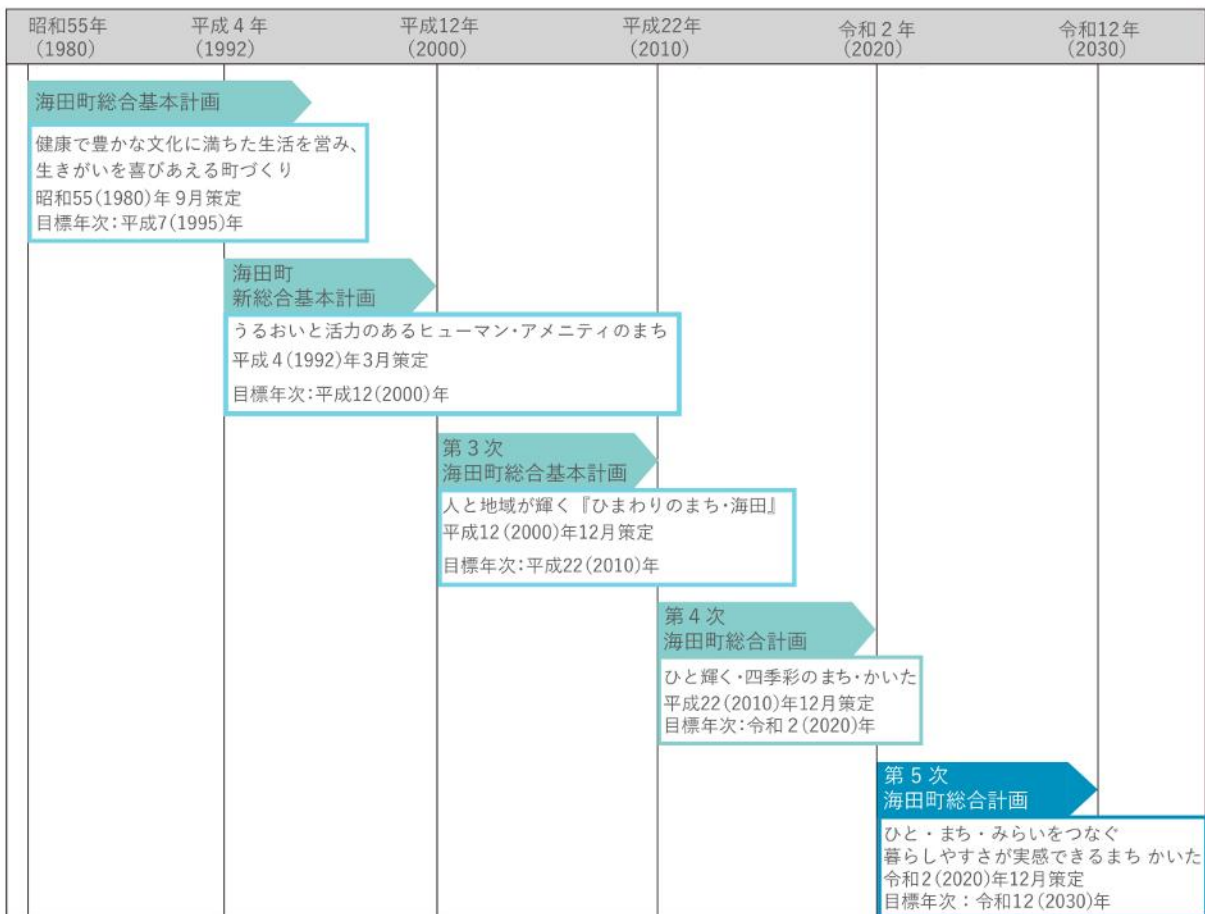 昭和55年
(1980)
平成4年
(1992)
平成12年
(2000)
平成22年
(2010)
令和2年
(2020)
令和12年
(2030)
海田町総合基本計画
健康で豊かな文化に満ちた生活を営み、
生きがいを喜びあえる町づくり
昭和55(1980)年9月策定
目標年次:平成7(1995)年
海田町
新総合基本計画
うるおいと活力のあるヒューマン・アメニティのまち
平成4(1992)年3月策定
目標年次:平成12(2000)年
第3次
海田町総合基本計画
人と地域が輝く『ひまわりのまち・海田』
平成12(2000)年12月策定
目標年次:平成22(2010)年
第4次
海田町総合計画
ひと輝く・四季彩のまち・かいた
平成22(2010)年12月策定
目標年次:令和2(2020)年
第5次
海田町総合計画
ひと・まち・みらいをつなぐ
暮らしやすさが実感できるまち かいた
令和2(2020)年12月策定
目標年次:令和12(2030)年